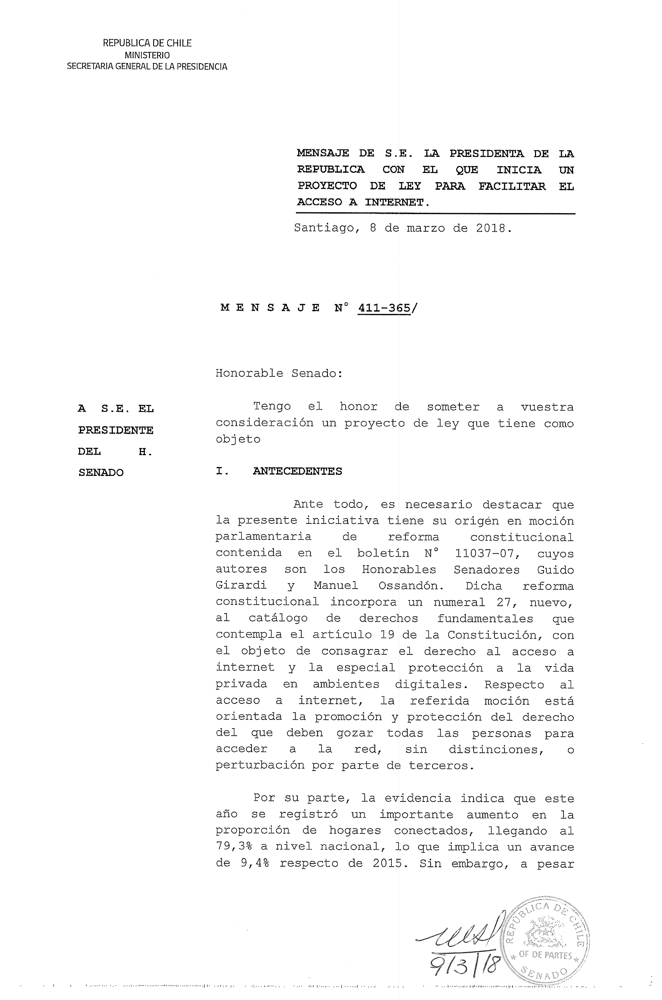 REPUBLICA DE CHILE
MINISTERIO
SECRETARIA GENERAL DE LA PRESIDENCIA
MENSAJE DE S.E. LA PRESIDENTA DE LA
REPUBLICA CON EL QUE INICIA UN
PROYECTO DE LEY PARA FACILITAR EL
ACCESO A INTERNET.
Santiago, 8 de marzo de 2018.
M E N S A J E N° 411-365/
Honorable Senado:
A S.E. EL
PRESIDENTE
DEL H.
SENADO
Tengo el honor de someter a vuestra
consideración un proyecto de ley que tiene como
objeto
I. ANTECEDENTES
Ante todo, es necesario destacar que
la presente iniciativa tiene su origén en moción
parlamentaria de reforma constitucional
contenida en el boletín N° 11037-07, cuyos
autores son los Honorables Senadores Guido
Girardi y Manuel Ossandón. Dicha reforma
constitucional incorpora un numeral 27, nuevo,
al catálogo de derechos fundamentales que
contempla el artículo 19 de la Constitución, con
el objeto de consagrar el derecho al acceso a
internet y la especial protección a la vida
privada en ambientes digitales. Respecto al
acceso a internet, la referida moción está
orientada la promoción y protección del derecho
del que deben gozar todas las personas para
acceder a la red, sin distinciones, o
perturbación por parte de terceros.
Por su parte, la evidencia indica que este
año se registró un importante aumento en la
proporción de hogares conectados, llegando al
79,3% a nivel nacional, lo que implica un avance
de 9,4% respecto de 2015. Sin embargo, a pesar
9/3/18
REPÚBLICA DE CHILE
OF DE PARTES
SENADO